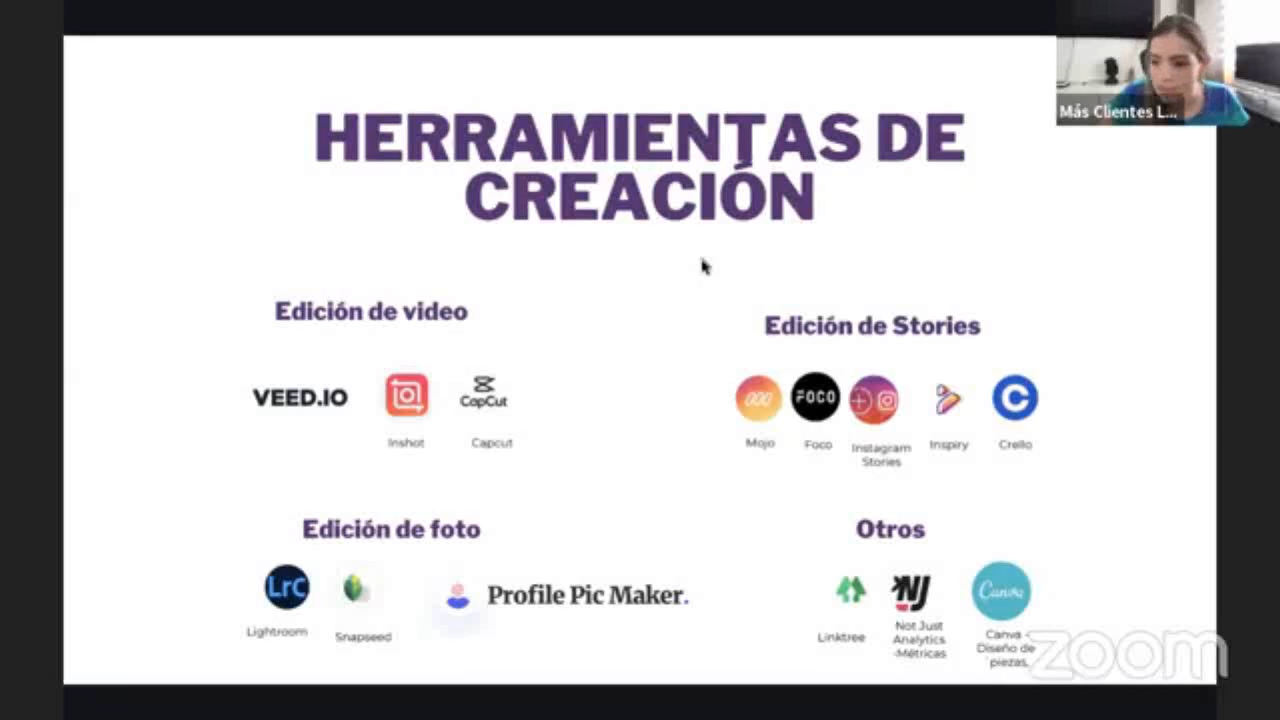 Más Clientes L...
HERRAMIENTAS DE
CREACIÓN
Edición de video
VEED.IO
CapCut
Inshot
Capcut
Edición de Stories
FOCO
Mojo
Foco
Instagram
Stories
Inspiry
Crello
Edición de foto
LrC
Profile Pic Maker.
Lightroom
Snapseed
Otros
NJ
Canva
Linktree
Not Just
Analytics
-Métricas
Canva -
Diseño de
piezas
zoom